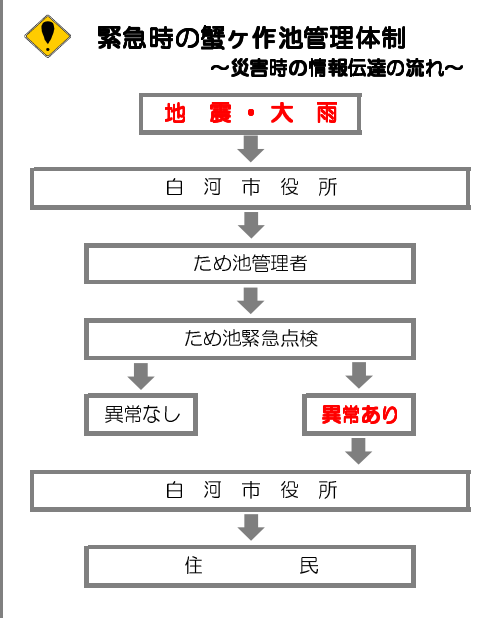 緊急時の蟹ヶ作池管理体制
～災害時の情報伝達の流れ～
地　震・大　雨
白　河　市　役　所
ため池管理者
ため池緊急点検
異常なし　異常あり
白　河　市　役　所
住　　　　　民